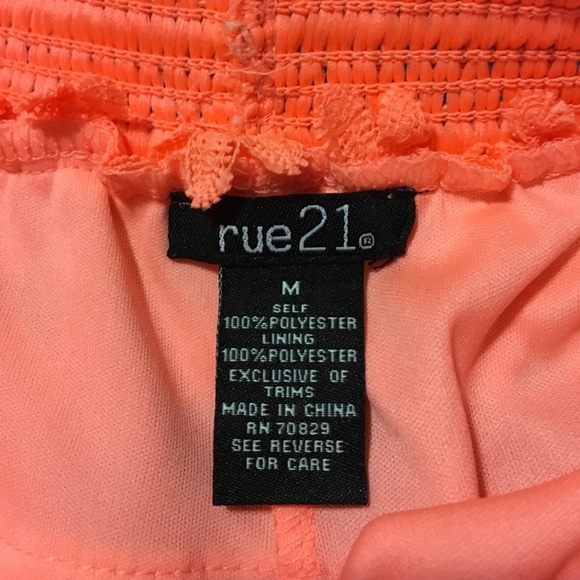 rue21®
M
SELF
100%POLYESTER
LINING
100%POLYESTER
EXCLUSIVE OF
TRIMS
MADE IN CHINA
RN 70829
SEE REVERSE
FOR CARE